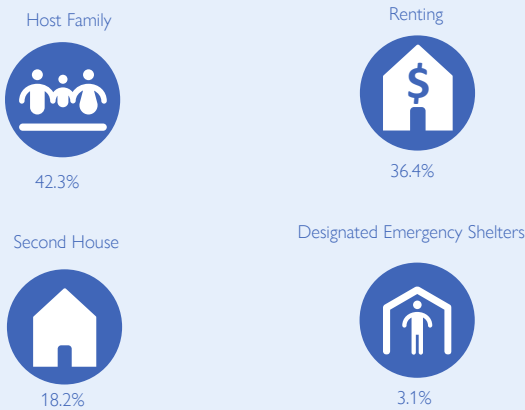 Host Family
Renting
$
42.3%
36.4%
Second House
Designated Emergency Shelters
18.2%
3.1%